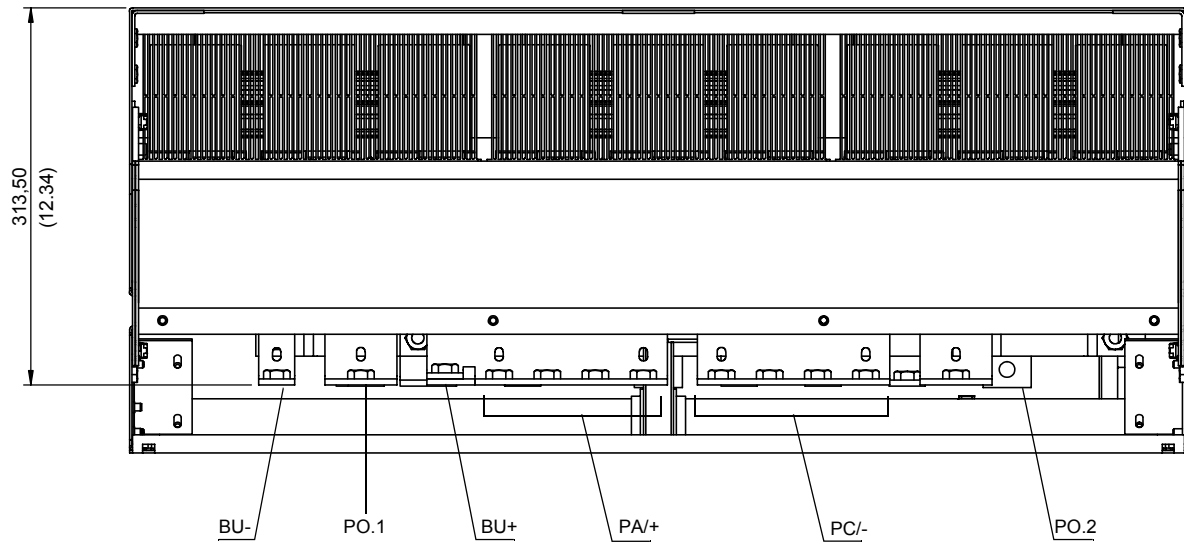 313,50
(12.34)
BU-
PO.1
BU+
PA/+
PC/-
PO.2